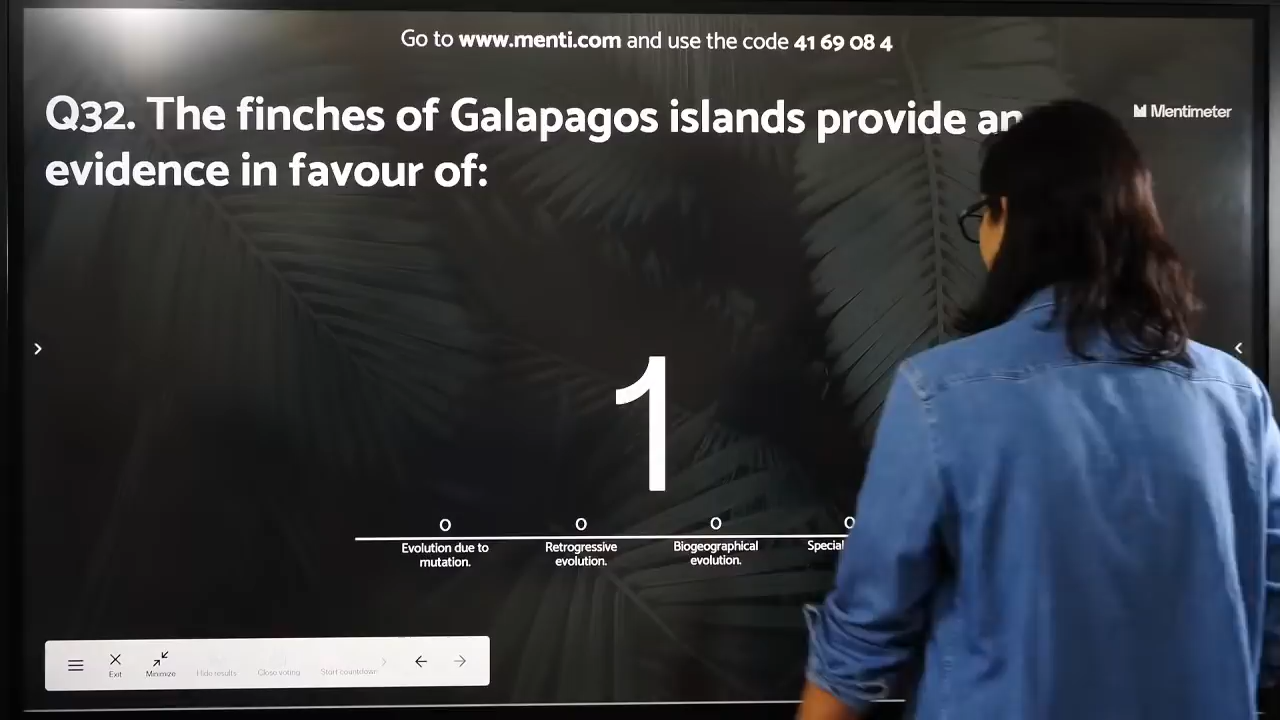 Go to www.menti.com and use the code 41 69 08 4
Q32. The finches of Galapagos islands provide an
Mentimeter
evidence in favour of:
1
0 0 0 0
Evolution due to mutation.
Retrogressive evolution.
Biogeographical evolution.
Special
Exit
Minimize
Hide results
Close voting
Start countdown